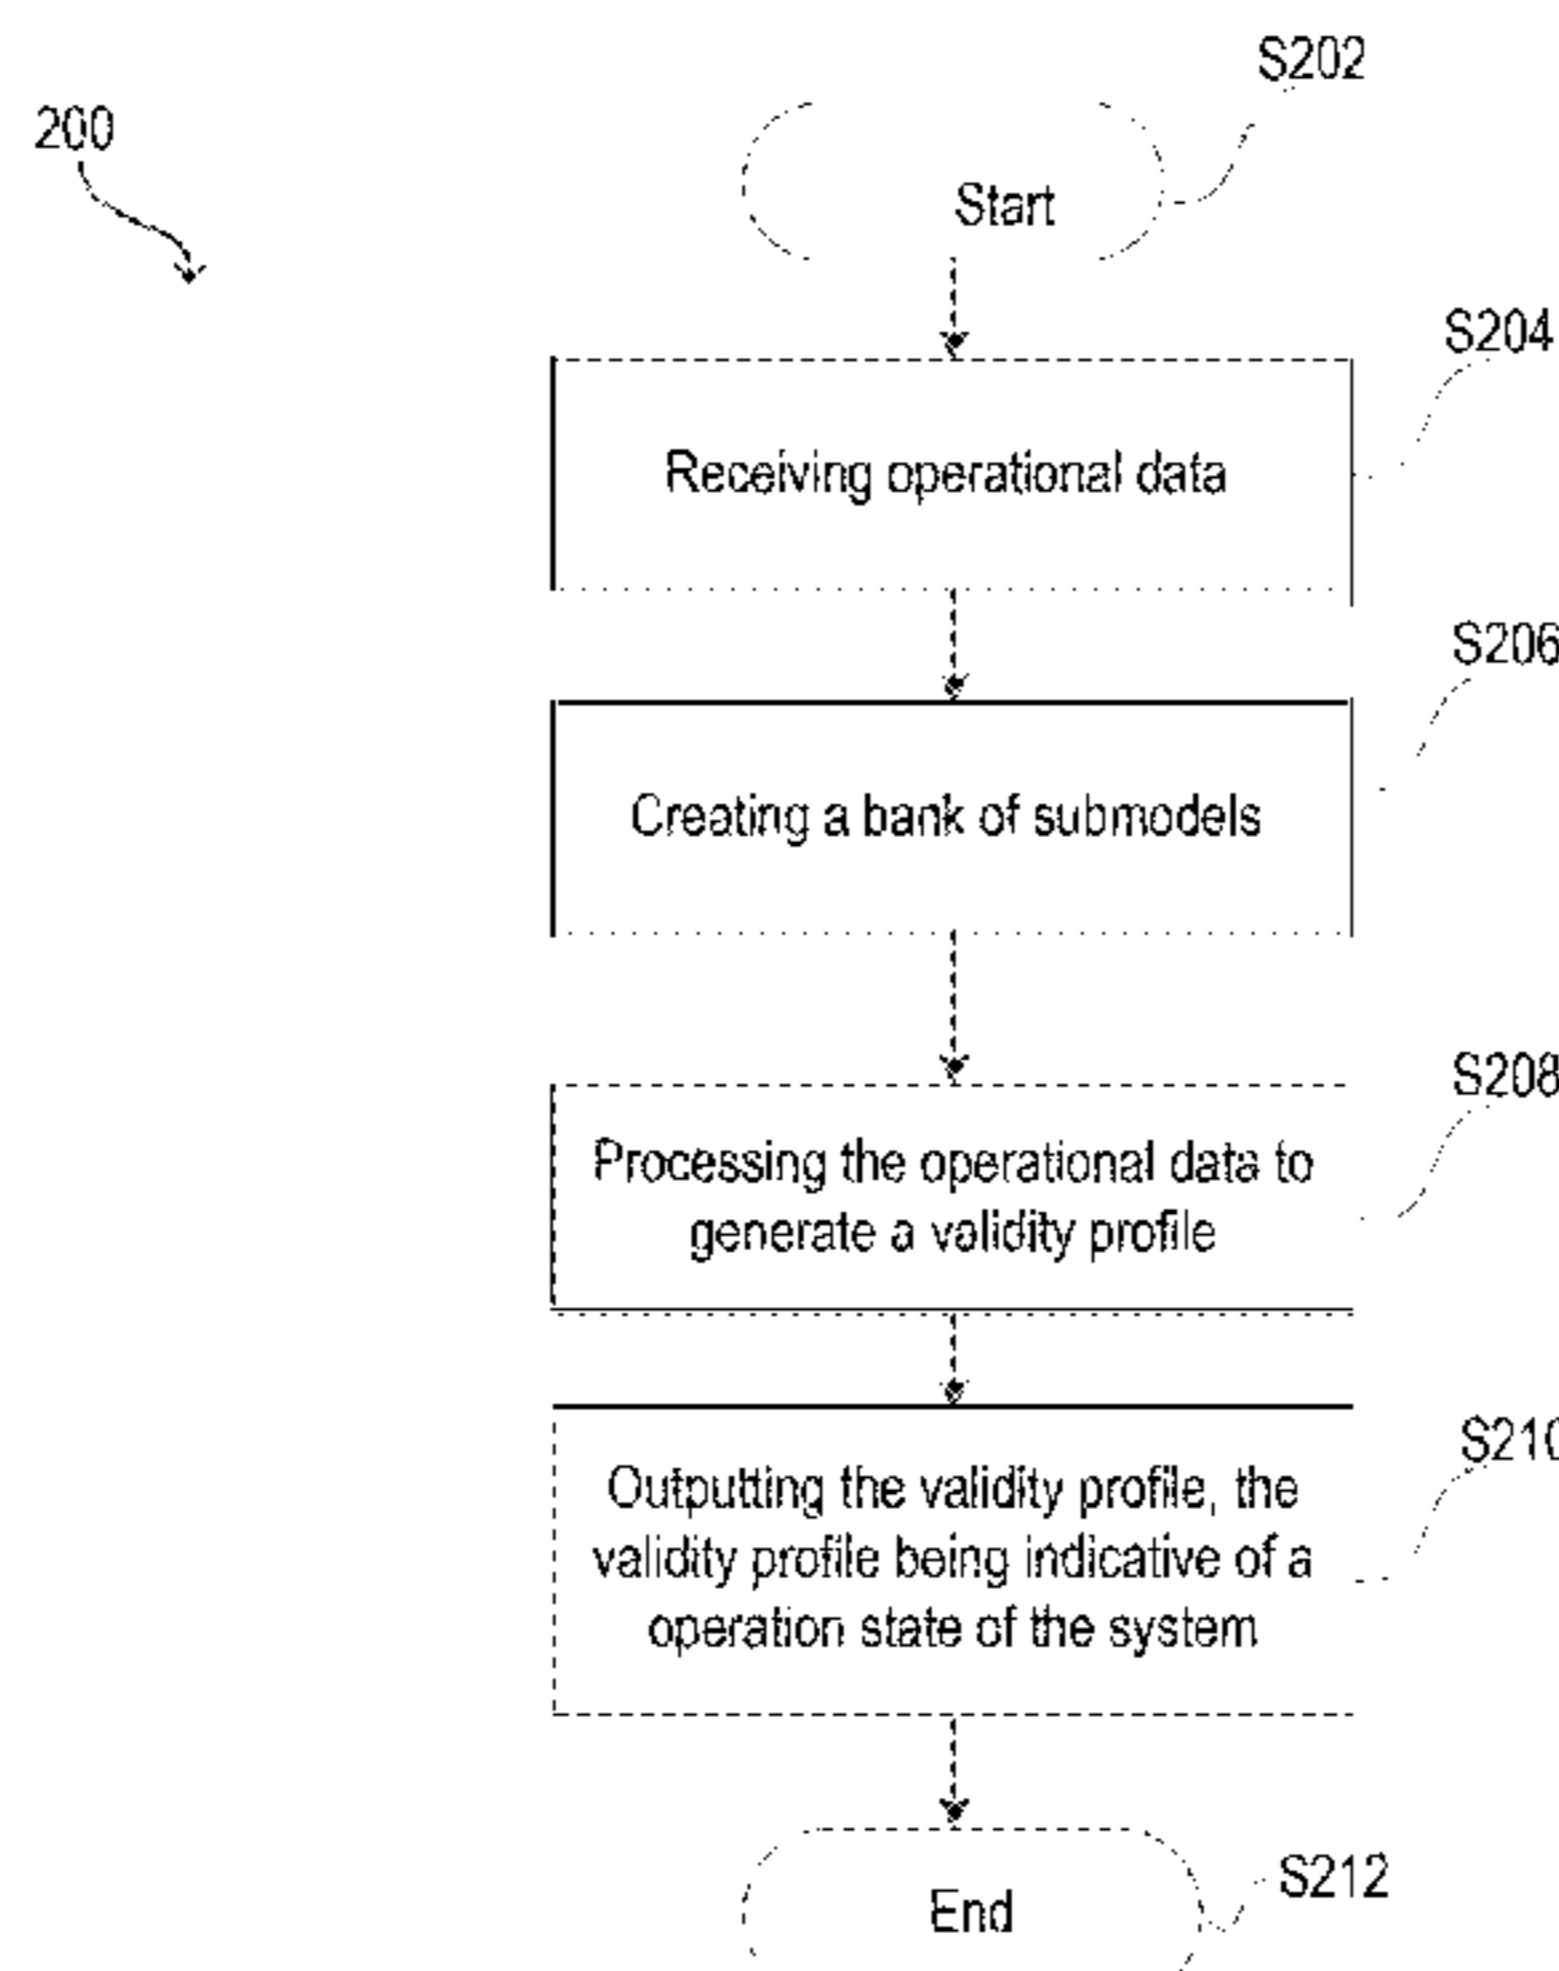 S202
200
Start
S204
Receiving operational data
S206
Creating a bank of submodels
S208
Processing the operational data to
generate a validity profile
S210
Outputting the validity profile, the
validity profile being indicative of a
operation state of the system
S212
End